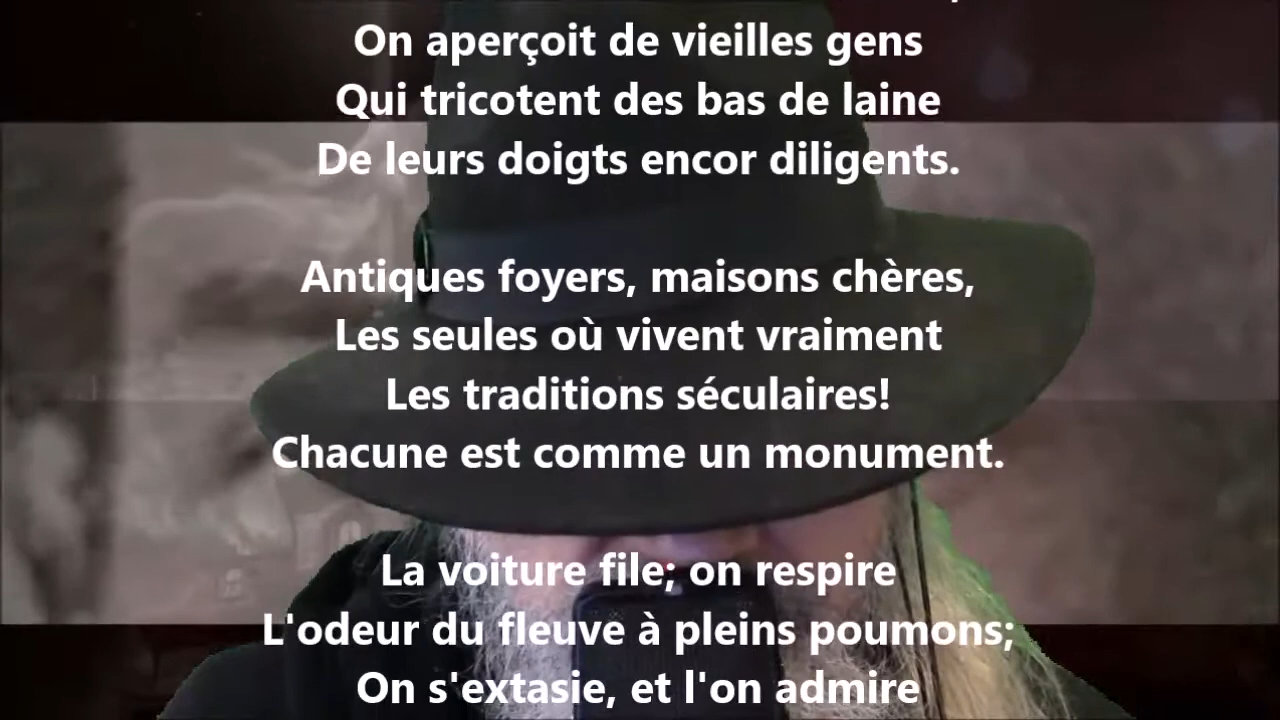 On aperçoit de vieilles gens
Qui tricotent des bas de laine
De leurs doigts encor diligents.
Antiques foyers, maisons chères,
Les seules où vivent vraiment
Les traditions séculaires!
Chacune est comme un monument.
La voiture file; on respire
L'odeur du fleuve à pleins poumons;
On s'extasie, et l'on admire